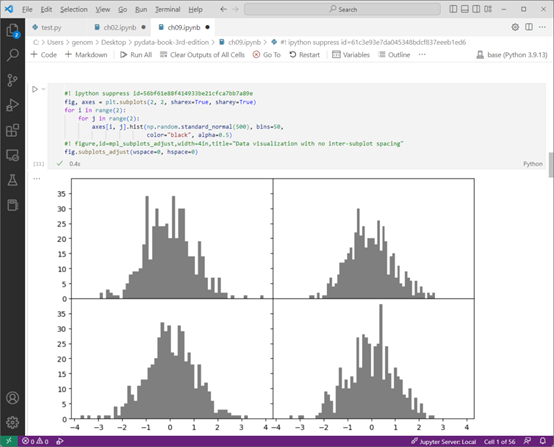 File Edit Selection View Go Run Terminal ... Search
test.py ch02.ipynb ch09.ipynb
C: > Users > genom > Desktop > pydata-book-3rd-edition > ch09.ipynb > #! ipython suppress id=61c3e93e7da045348bdcf837eeeb1ed6
+ Code + Markdown Run All Clear Outputs of All Cells Go To Restart Variables Outline ... base (Python 3.9.13)
#! ipython suppress id=56bf61e88f414933be21cfca7bb7a89e
fig, axes = plt.subplots(2, 2, sharex=True, sharey=True)
for i in range(2):
for j in range(2):
axes[i, j].hist(np.random.standard_normal(500), bins=50,
color="black", alpha=0.5)
#! figure,id=mpl_subplots_adjust,width=4in,title="Data visualization with no inter-subplot spacing"
fig.subplots_adjust(wspace=0, hspace=0)
0.4s Python
...
35
30
25
20
15
10
5
0
35
30
25
20
15
10
5
0
−4 −3 −2 −1 0 1 2 3 4 −4 −3 −2 −1 0 1 2 3 4
0 0 Jupyter Server: Local Cell 1 of 56